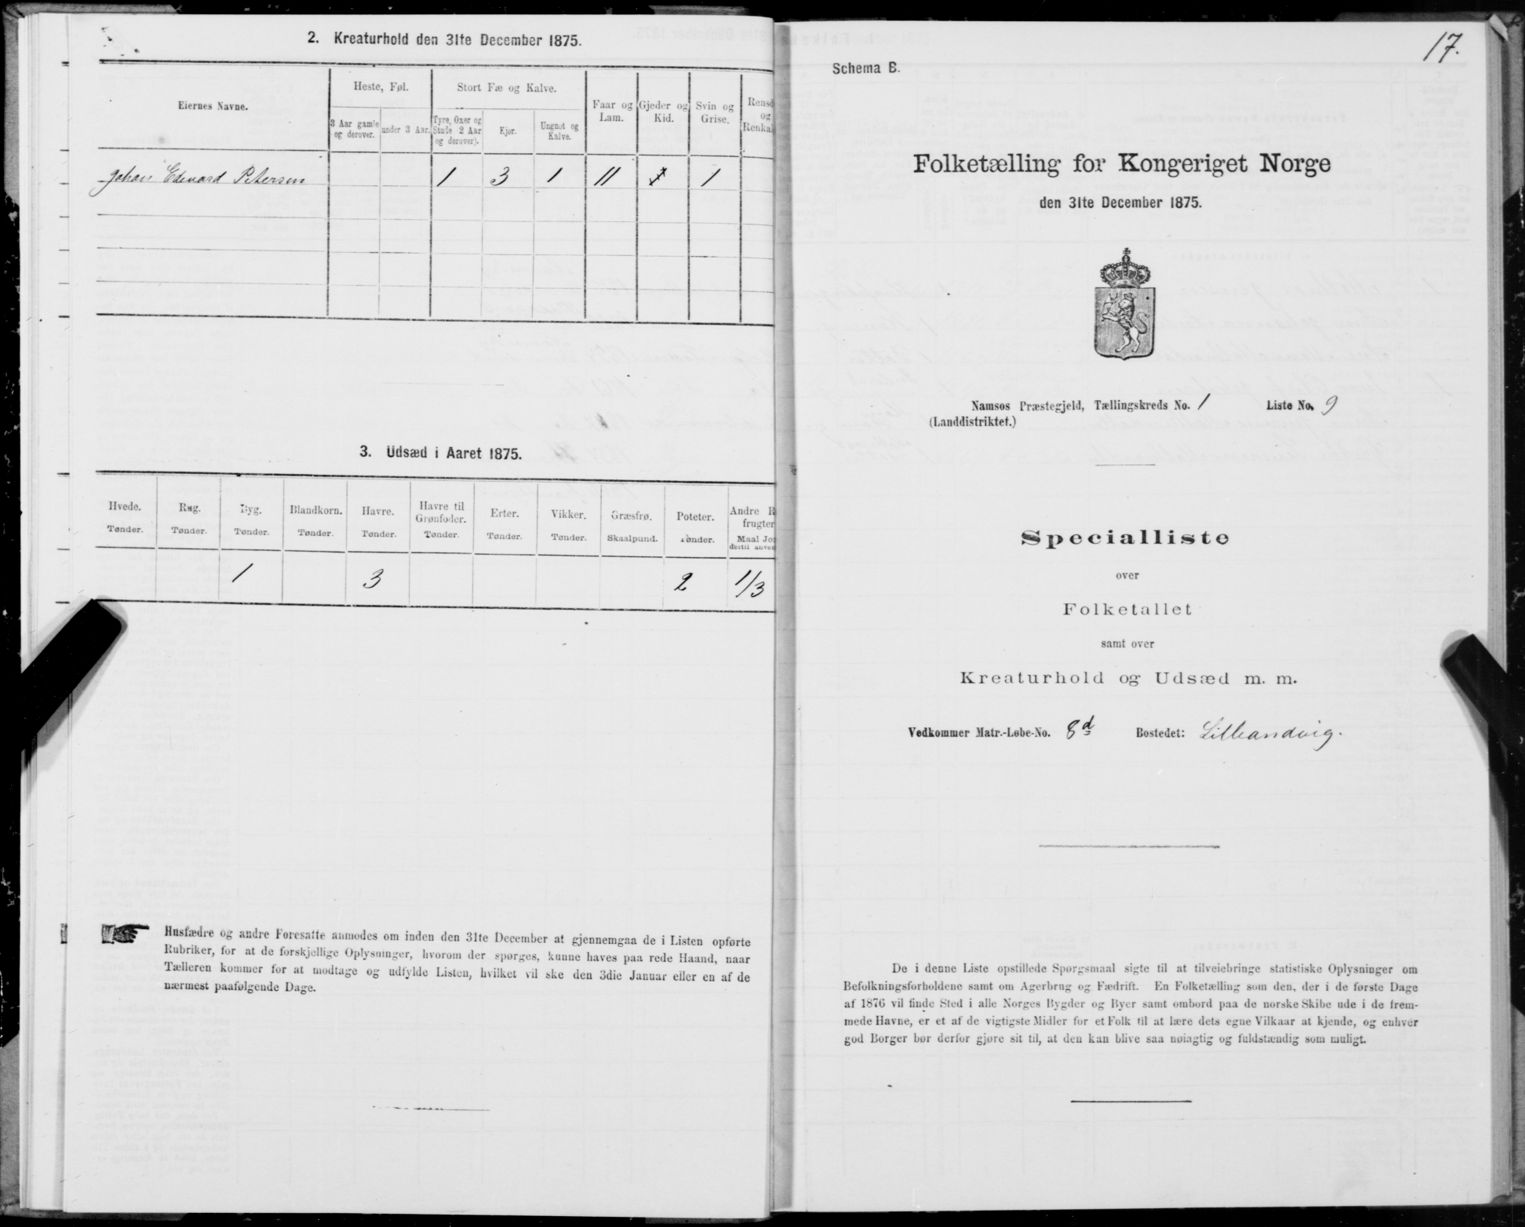 2. Kreaturhold den 31te December 1875.
Eiernes Navne.
Heste, Føl.
Stort Fæ og Kalve.
Faar og Lam.
Gjeder og Kid.
Svin og Grise.
og
3 Aar gamle og derover.
under 3 Aar.
Tyre, Oxer og Stude 2 Aar og derover).
Kjør.
Ungnøt og Kalve.
Johan Edvard Petersen 1 3 1 11 1
3. Udsæd i Aaret 1875.
Hvede. Rug. Byg. Blandkorn. Havre. Havre til Grønfoder. Erter. Vikker. Græsfrø. Poteter. Andre
frugter
Tønder. Tønder. Tønder. Tønder. Tønder. Tønder. Tønder. Tønder. Skaalpund. Tønder. Maal
1 3 2 1/3
Husfædre og andre Foresatte anmodes om inden den 31te December at gjennemgaa de i Listen opførte
Rubriker, for at de forskjellige Oplysninger, hvorom der spørges, kunne haves paa rede Haand, naar
Tælleren kommer for at modtage og udfylde Listen, hvilket vil ske den 3die Januar eller en af de
nærmest paafølgende Dage.
17.
Schema B.
Folketælling for Kongeriget Norge
den 31te December 1875.
Namsos Præstegjeld, Tællingskreds No. 1 Liste No. 9
(Landdistriktet.)
Specialliste
over
Folketallet
samt over
Kreaturhold og Udsæd m. m.
Vedkommer Matr.-Løbe-No. 8d Bostedet: Lilleandvig.
De i denne Liste opstillede Spørgsmaal sigte til at tilveiebringe statistiske Oplysninger om
Befolkningsforholdene samt om Agerbrug og Fædrift. En Folketælling som den, der i de første Dage
af 1876 vil finde Sted i alle Norges Bygder og Byer samt ombord paa de norske Skibe ude i de frem-
mede Havne, er et af de vigtigste Midler for et Folk til at lære dets egne Vilkaar at kjende, og enhver
god Borger bør derfor gjøre sit til, at den kan blive saa nøiagtig og fuldstændig som muligt.